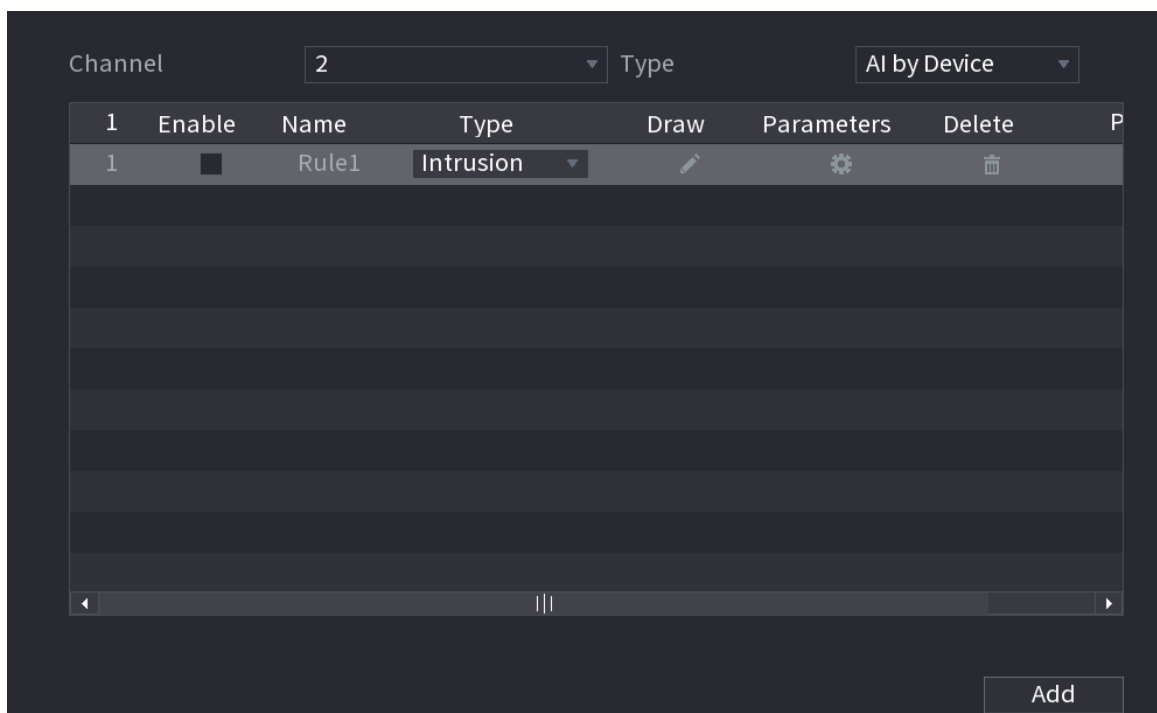 Channel 2 Type AI by Device
1 Enable Name Type Draw Parameters Delete P
1 Rule1 Intrusion
Add